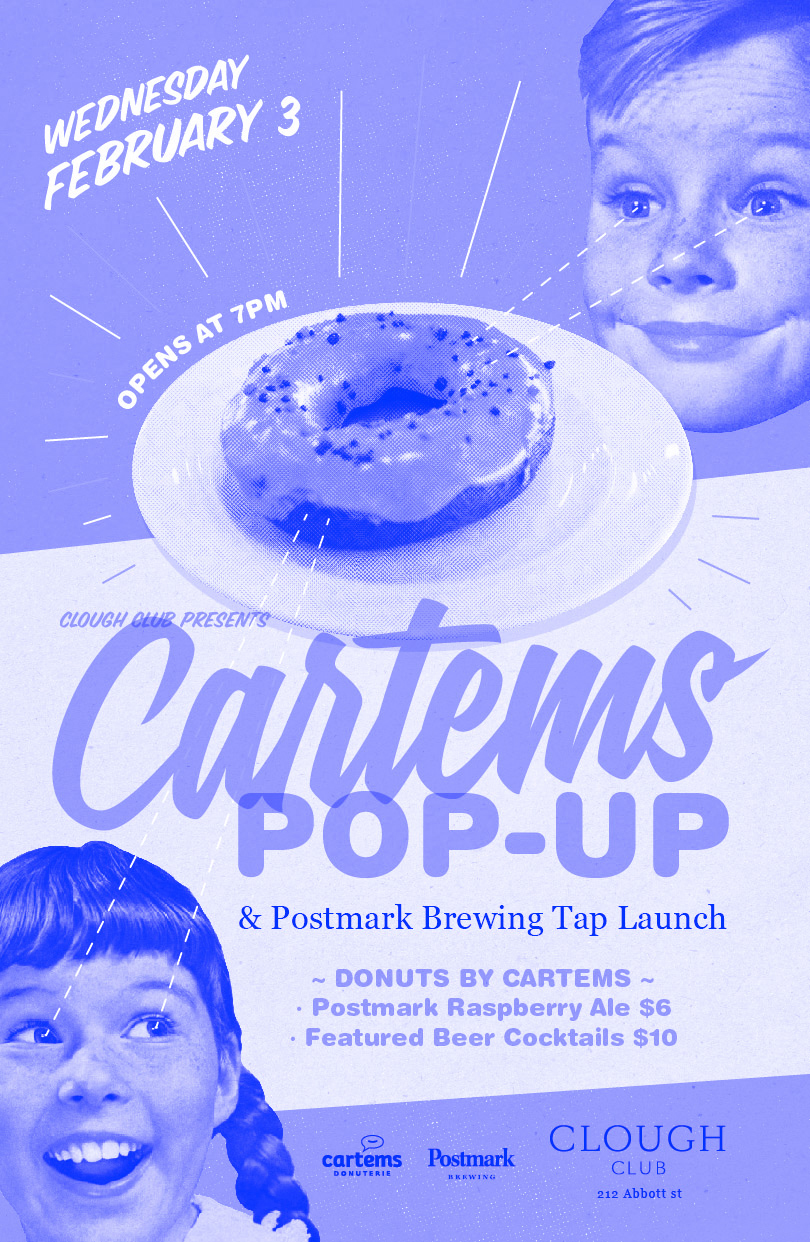 WEDNESDAY
FEBRUARY 3
OPENS AT 7PM
CLOUGH CLUB PRESENTS
Cartems
POP-UP
& Postmark Brewing Tap Launch
~ DONUTS BY CARTEMS ~
· Postmark Raspberry Ale $6
· Featured Beer Cocktails $10
cartems
DONUTERIE
Postmark
BREWING
CLOUGH
CLUB
212 Abbott st